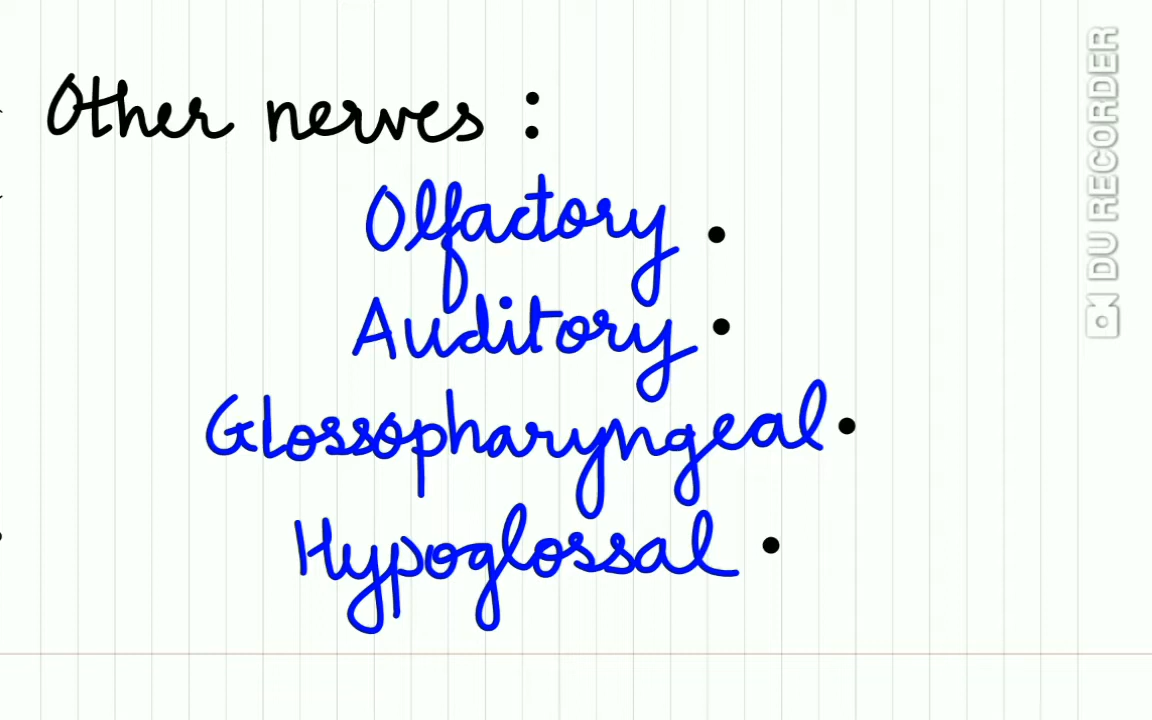 Other nerves :
Olfactory .
Auditory .
Glossopharyngeal .
Hypoglossal .
DU RECORDER